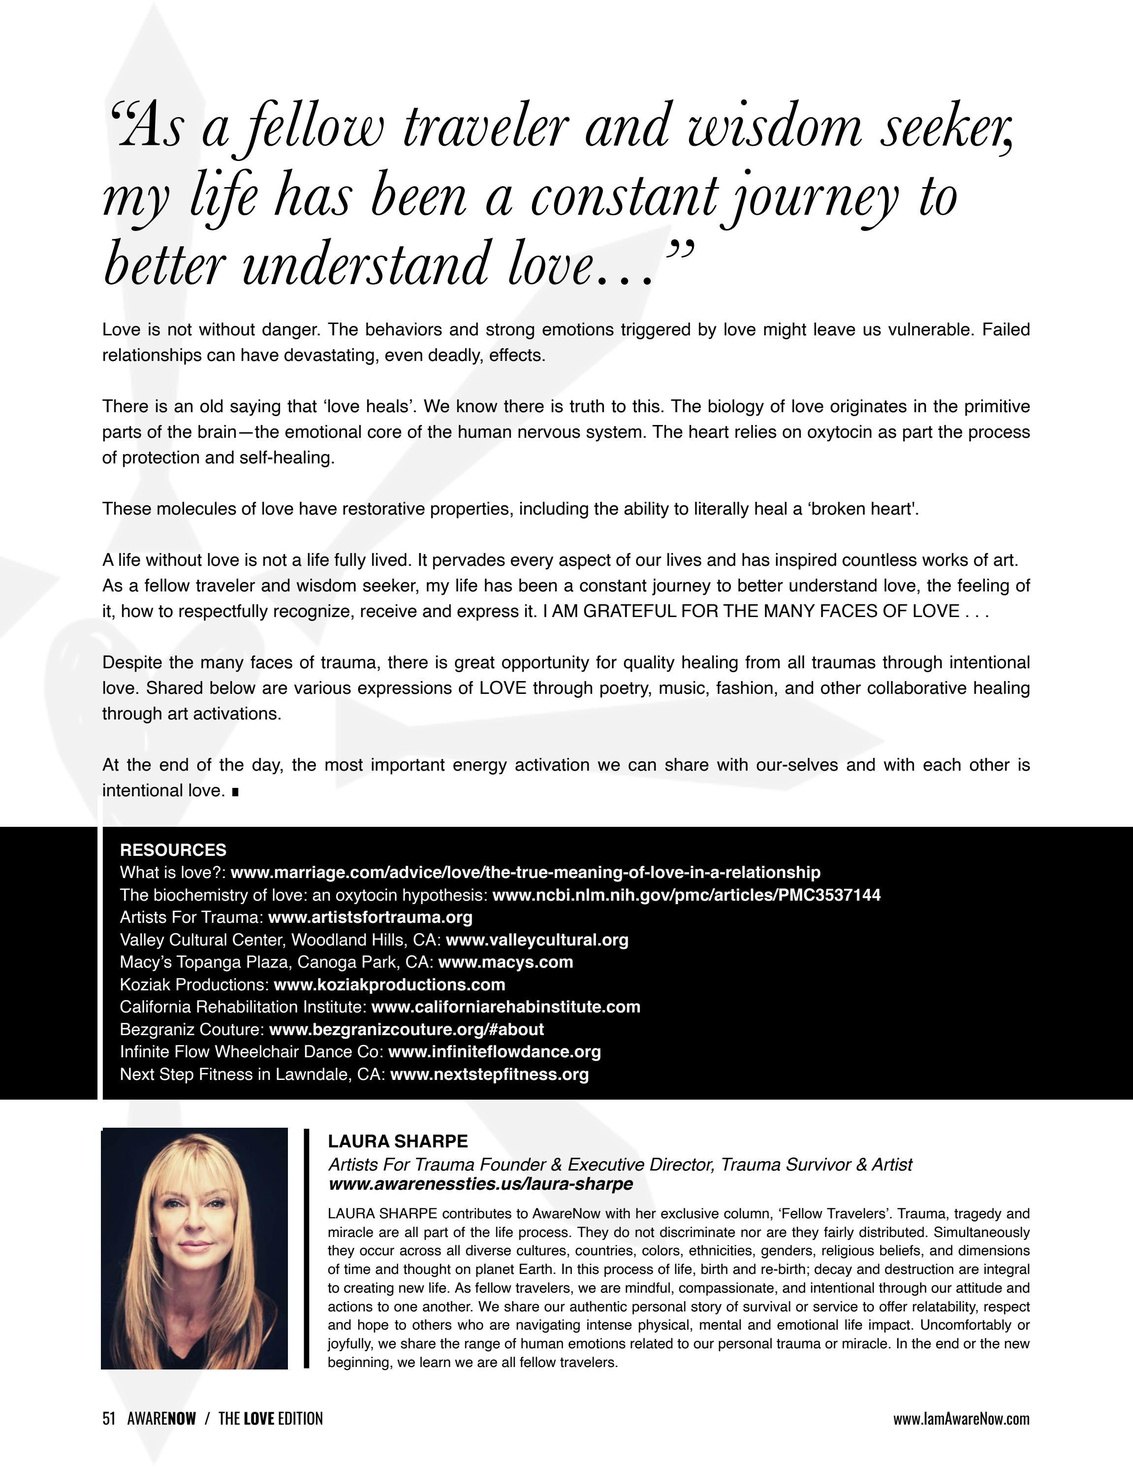 “As a fellow traveler and wisdom seeker,
my life has been a constant journey to
better understand love…”
Love is not without danger. The behaviors and strong emotions triggered by love might leave us vulnerable. Failed
relationships can have devastating, even deadly, effects.
There is an old saying that ‘love heals’. We know there is truth to this. The biology of love originates in the primitive
parts of the brain—the emotional core of the human nervous system. The heart relies on oxytocin as part the process
of protection and self-healing.
These molecules of love have restorative properties, including the ability to literally heal a ‘broken heart'.
A life without love is not a life fully lived. It pervades every aspect of our lives and has inspired countless works of art.
As a fellow traveler and wisdom seeker, my life has been a constant journey to better understand love, the feeling of
it, how to respectfully recognize, receive and express it. I AM GRATEFUL FOR THE MANY FACES OF LOVE . . .
Despite the many faces of trauma, there is great opportunity for quality healing from all traumas through intentional
love. Shared below are various expressions of LOVE through poetry, music, fashion, and other collaborative healing
through art activations.
At the end of the day, the most important energy activation we can share with our-selves and with each other is
intentional love. ∎
RESOURCES
What is love?: www.marriage.com/advice/love/the-true-meaning-of-love-in-a-relationship
The biochemistry of love: an oxytocin hypothesis: www.ncbi.nlm.nih.gov/pmc/articles/PMC3537144
Artists For Trauma: www.artistsfortrauma.org
Valley Cultural Center, Woodland Hills, CA: www.valleycultural.org
Macy’s Topanga Plaza, Canoga Park, CA: www.macys.com
Koziak Productions: www.koziakproductions.com
California Rehabilitation Institute: www.californiarehabinstitute.com
Bezgraniz Couture: www.bezgranizcouture.org/#about
Infinite Flow Wheelchair Dance Co: www.infiniteflowdance.org
Next Step Fitness in Lawndale, CA: www.nextstepfitness.org
LAURA SHARPE
Artists For Trauma Founder & Executive Director, Trauma Survivor & Artist
www.awarenessties.us/laura-sharpe
LAURA SHARPE contributes to AwareNow with her exclusive column, ‘Fellow Travelers’. Trauma, tragedy and
miracle are all part of the life process. They do not discriminate nor are they fairly distributed. Simultaneously
they occur across all diverse cultures, countries, colors, ethnicities, genders, religious beliefs, and dimensions
of time and thought on planet Earth. In this process of life, birth and re-birth; decay and destruction are integral
to creating new life. As fellow travelers, we are mindful, compassionate, and intentional through our attitude and
actions to one another. We share our authentic personal story of survival or service to offer relatability, respect
and hope to others who are navigating intense physical, mental and emotional life impact. Uncomfortably or
joyfully, we share the range of human emotions related to our personal trauma or miracle. In the end or the new
beginning, we learn we are all fellow travelers.
51 AWARENOW / THE LOVE EDITION
www.IamAwareNow.com